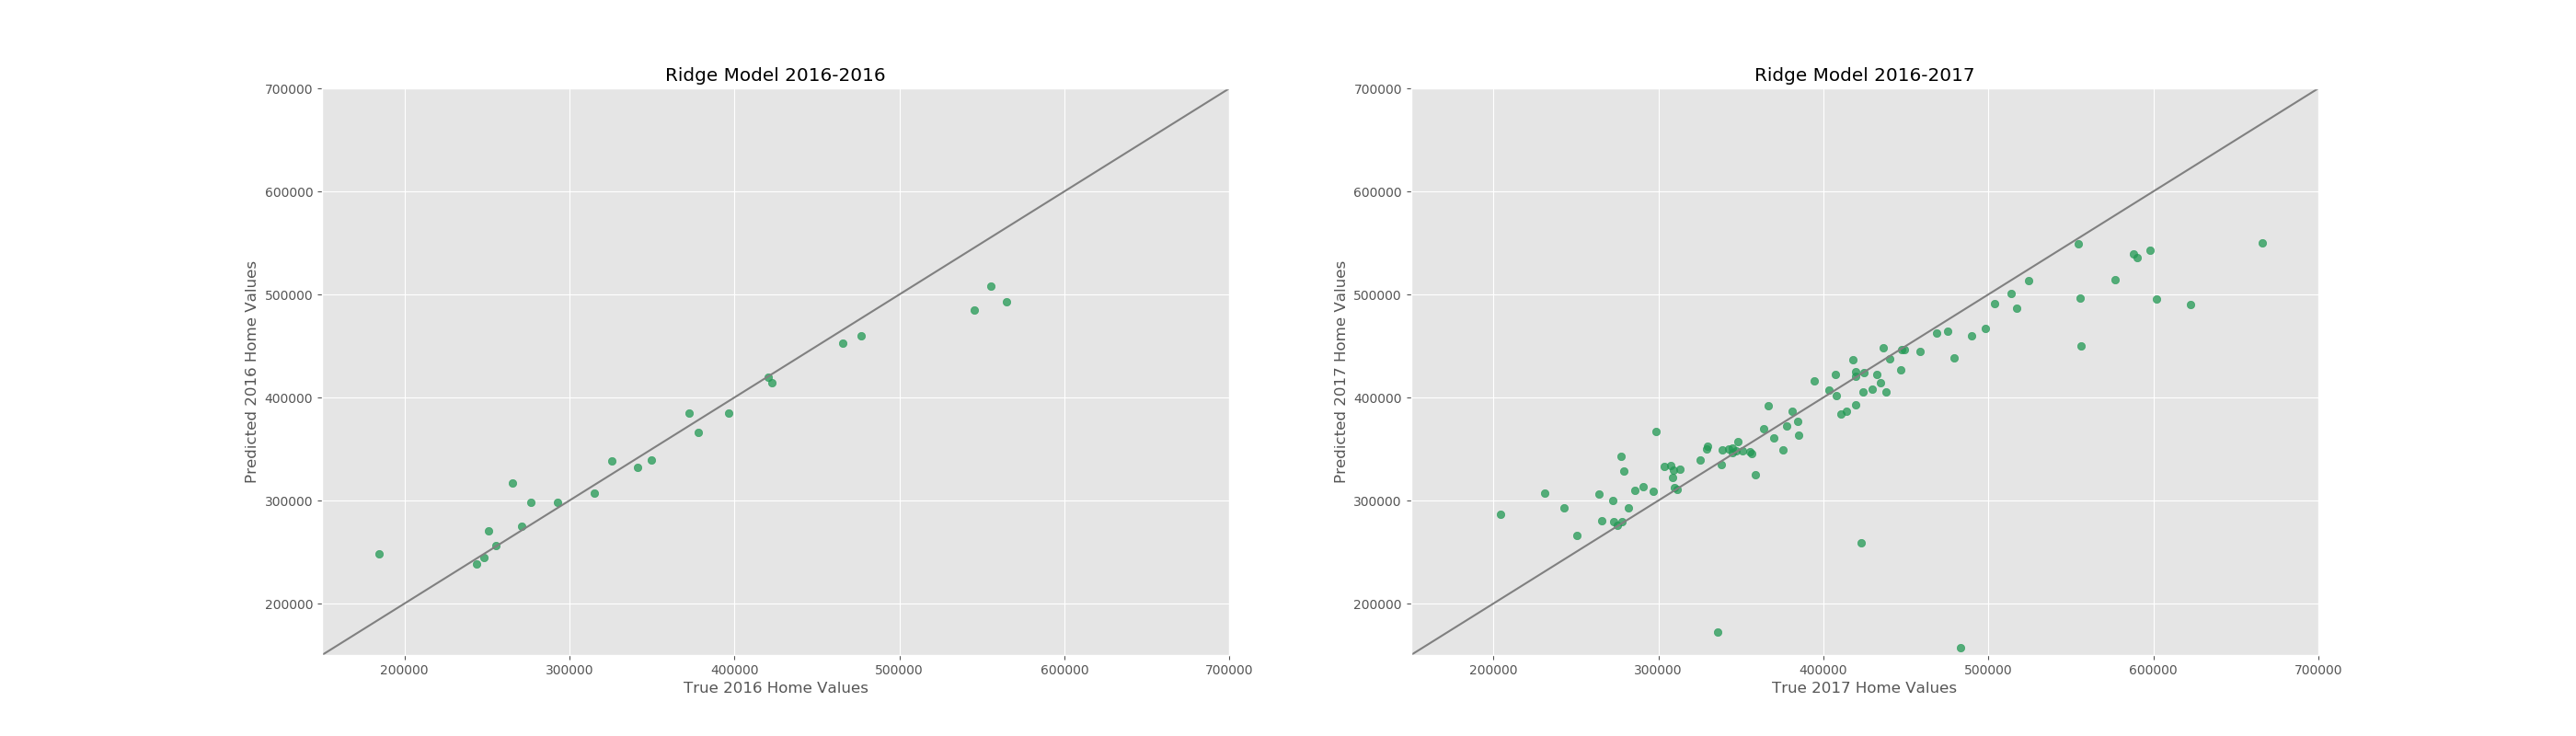 Ridge Model 2016-2016
700000
600000
500000
400000
300000
200000
Predicted 2016 Home Values
200000 300000 400000 500000 600000 700000
True 2016 Home Values
Ridge Model 2016-2017
700000
600000
500000
400000
300000
200000
Predicted 2017 Home Values
200000 300000 400000 500000 600000 700000
True 2017 Home Values